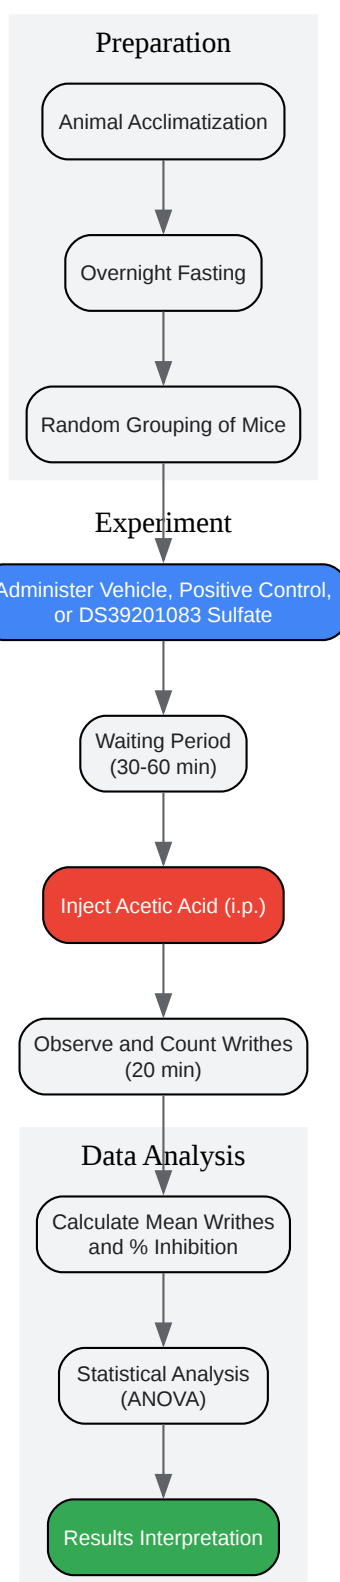 Preparation
Animal Acclimatization
Overnight Fasting
Random Grouping of Mice
Experiment
Administer Vehicle, Positive Control,
or DS39201083 Sulfate
Waiting Period
(30-60 min)
Inject Acetic Acid (i.p.)
Observe and Count Writhes
(20 min)
Data Analysis
Calculate Mean Writhes
and % Inhibition
Statistical Analysis
(ANOVA)
Results Interpretation